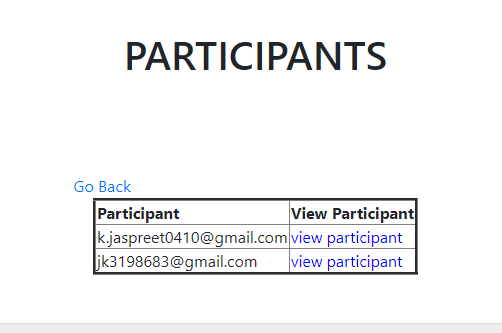 PARTICIPANTS
Go Back
Participant View Participant
k.jaspreet0410@gmail.com view participant
jk3198683@gmail.com view participant